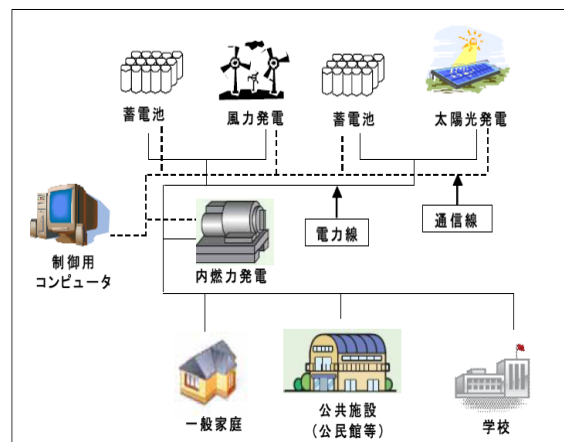 蓄電池
風力発電
蓄電池
太陽光発電
電力線
通信線
制御用
コンピュータ
内燃力発電
一般家庭
公共施設
(公民館等)
学校